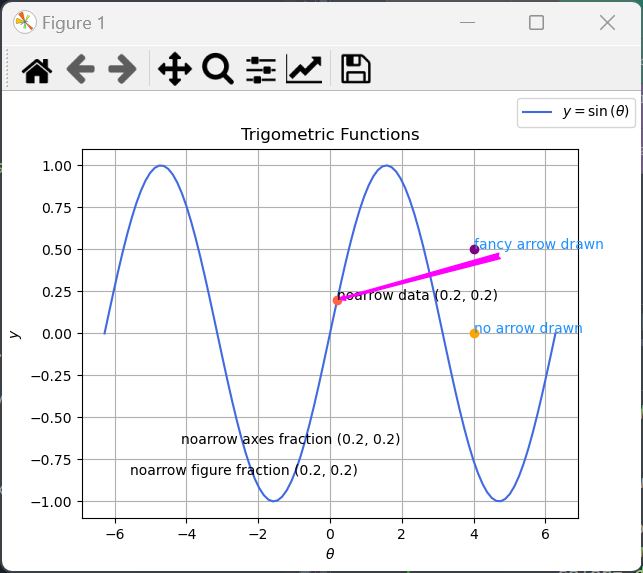 Figure 1
y = sin (θ)
Trigometric Functions
1.00
0.75
0.50
0.25
0.00
−0.25
−0.50
−0.75
−1.00
y
fancy arrow drawn
noarrow data (0.2, 0.2)
no arrow drawn
noarrow axes fraction (0.2, 0.2)
noarrow figure fraction (0.2, 0.2)
−6 −4 −2 0 2 4 6
θ